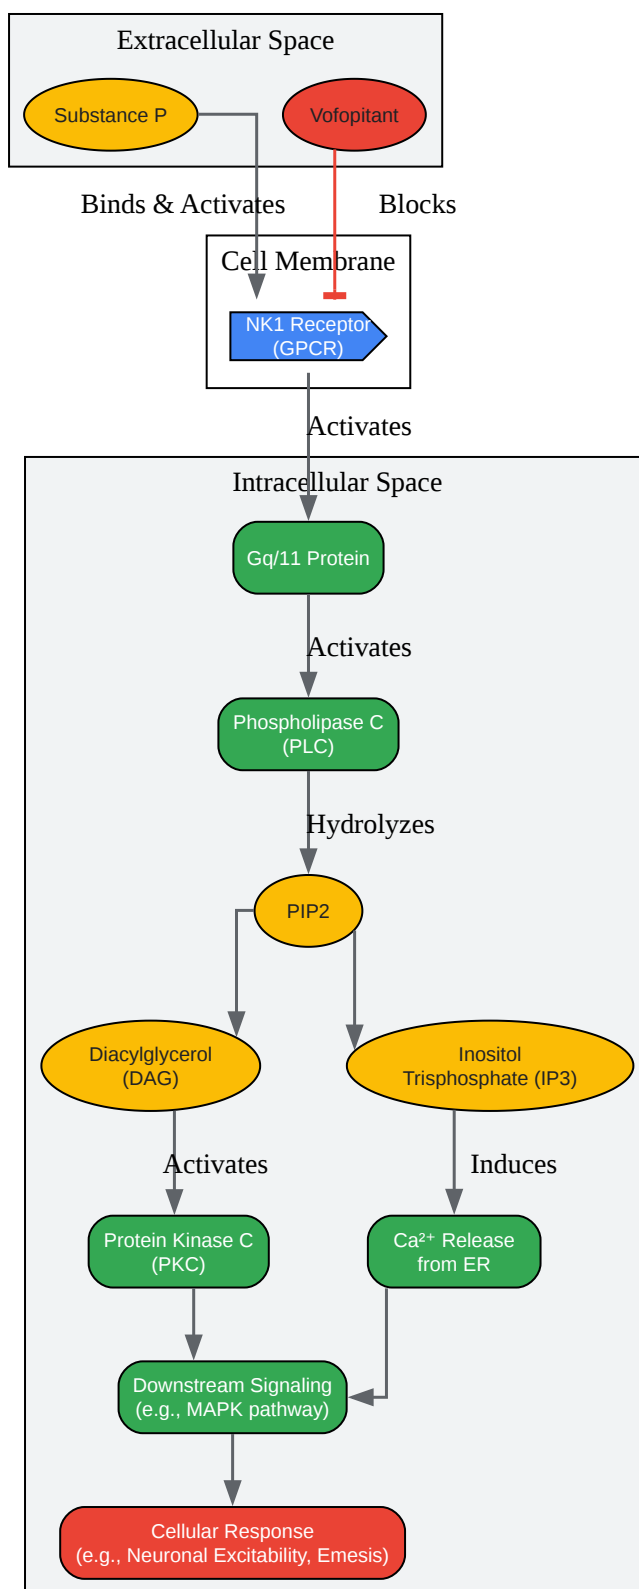 Extracellular Space
Substance P
Vofopitant
Binds & Activates
Blocks
Cell Membrane
NK1 Receptor
(GPCR)
Activates
Intracellular Space
Gq/11 Protein
Activates
Phospholipase C
(PLC)
Hydrolyzes
PIP2
Diacylglycerol
(DAG)
Inositol
Trisphosphate (IP3)
Activates
Induces
Protein Kinase C
(PKC)
Ca²⁺ Release
from ER
Downstream Signaling
(e.g., MAPK pathway)
Cellular Response
(e.g., Neuronal Excitability, Emesis)